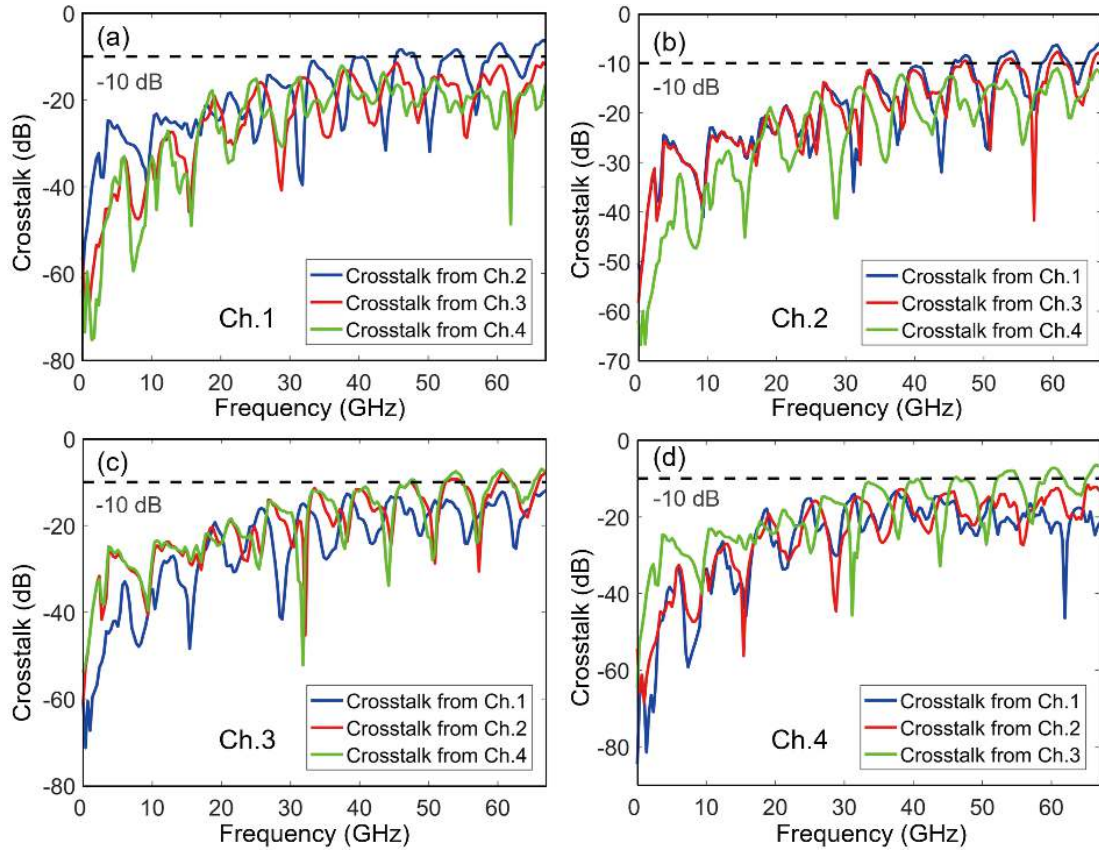 (a)
0
-20
-40
-60
-80
Crosstalk (dB)
-10 dB
Crosstalk from Ch.2
Crosstalk from Ch.3
Crosstalk from Ch.4
Ch.1
0 10 20 30 40 50 60
Frequency (GHz)
(b)
0
-10
-20
-30
-40
-50
-60
-70
Crosstalk (dB)
-10 dB
Crosstalk from Ch.1
Crosstalk from Ch.3
Crosstalk from Ch.4
Ch.2
0 10 20 30 40 50 60
Frequency (GHz)
(c)
0
-20
-40
-60
-80
Crosstalk (dB)
-10 dB
Crosstalk from Ch.1
Crosstalk from Ch.2
Crosstalk from Ch.4
Ch.3
0 10 20 30 40 50 60
Frequency (GHz)
(d)
0
-20
-40
-60
-80
Crosstalk (dB)
-10 dB
Crosstalk from Ch.1
Crosstalk from Ch.2
Crosstalk from Ch.3
Ch.4
0 10 20 30 40 50 60
Frequency (GHz)